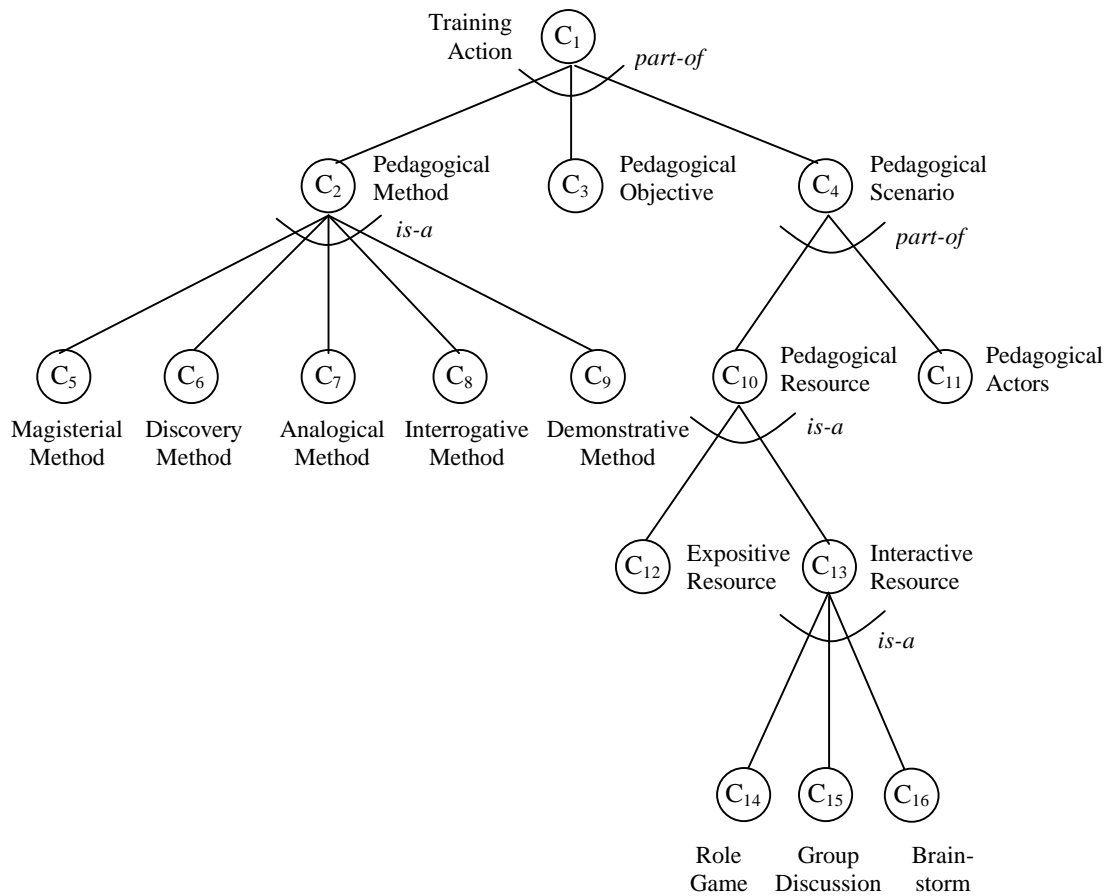 Training
Action
C1
part-of
C2
Pedagogical
Method
is-a
C3
Pedagogical
Objective
C4
Pedagogical
Scenario
part-of
C5
C6
C7
C8
C9
Magisterial
Method
Discovery
Method
Analogical
Method
Interrogative
Method
Demonstrative
Method
C10
Pedagogical
Resource
is-a
C11
Pedagogical
Actors
C12
Expositive
Resource
C13
Interactive
Resource
is-a
C14
C15
C16
Role
Game
Group
Discussion
Brain-
storm